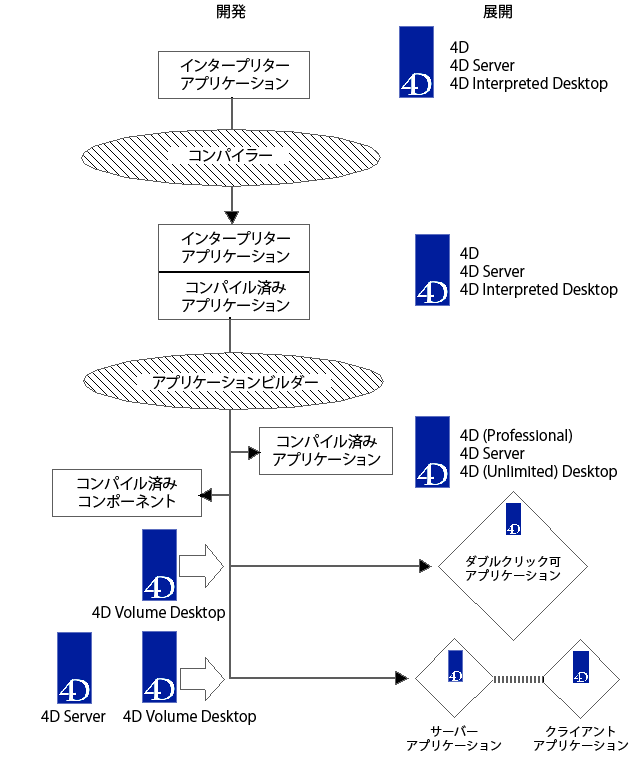 開発
展開
インタープリター
アプリケーション
4D
4D
4D Server
4D Interpreted Desktop
コンパイラー
インタープリター
アプリケーション
コンパイル済み
アプリケーション
4D
4D
4D Server
4D Interpreted Desktop
アプリケーションビルダー
コンパイル済み
アプリケーション
4D
4D (Professional)
4D Server
4D (Unlimited) Desktop
コンパイル済み
コンポーネント
4D
4D Volume Desktop
4D
ダブルクリック可
アプリケーション
4D
4D Server
4D
4D Volume Desktop
4D
サーバー
アプリケーション
4D
クライアント
アプリケーション